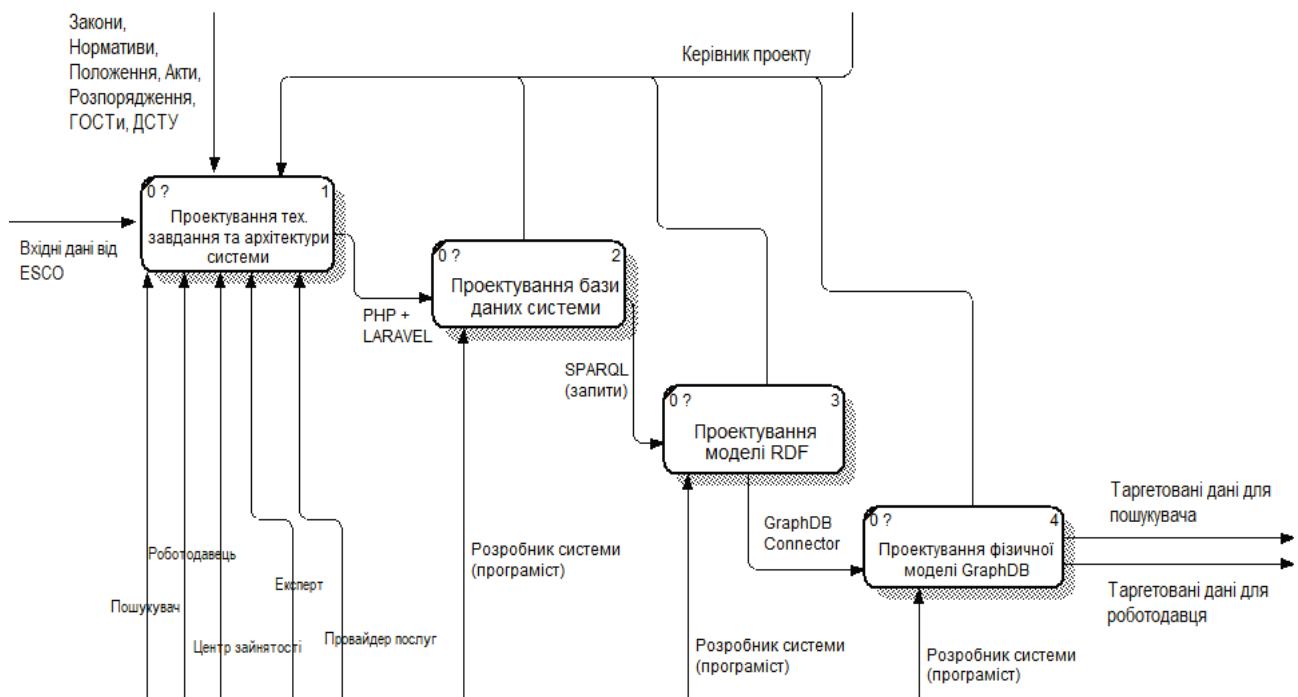 Закони,
Нормативи,
Положення, Акти,
Розпорядження,
ГОСТи, ДСТУ
Керівник проекту
0 ?
1
Проектування тех.
завдання та архітектури
системи
Вхідні дані від
ESCO
0 ?
2
Проектування бази
даних системи
PHP +
LARAVEL
SPARQL
(запити)
0 ?
3
Проектування
моделі RDF
GraphDB
Connector
0 ?
4
Проектування фізичної
моделі GraphDB
Таргетовані дані для
пошукувача
Таргетовані дані для
роботодавця
Роботодавець
Розробник системи
(програміст)
Експерт
Пошукувач
Центр зайнятості
Провайдер послуг
Розробник системи
(програміст)
Розробник системи
(програміст)